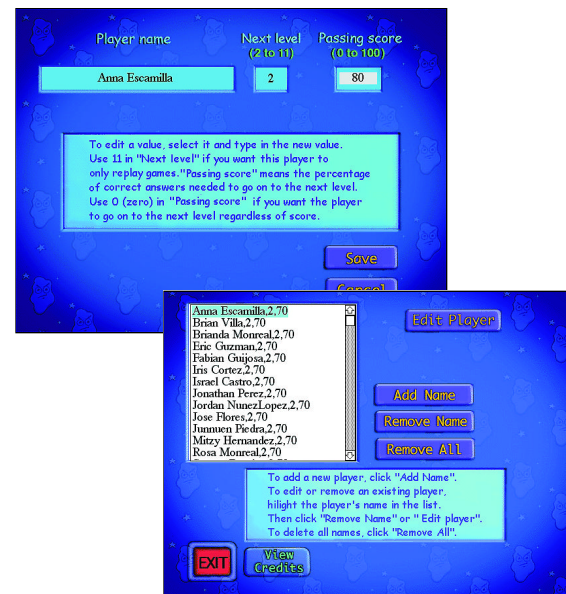 Player name Next level Passing score
(2 to 11) (0 to 100)
Anna Escamilla 2 80
To edit a value, select it and type in the new value.
Use 11 in "Next level" if you want this player to
only replay games."Passing score" means the percentage
of correct answers needed to go on to the next level.
Use 0 (zero) in "Passing score" if you want the player
to go on to the next level regardless of score.
Save
Cancel
Anna Escamilla,2,70
Brian Villa,2,70
Brianda Monreal,2,70
Eric Guzman,2,70
Fabian Guijosa,2,70
Iris Cortez,2,70
Israel Castro,2,70
Jonathan Perez,2,70
Jordan NunezLopez,2,70
Jose Flores,2,70
Junnuen Piedra,2,70
Mitzy Hernandez,2,70
Rosa Monreal,2,70
Edit Player
Add Name
Remove Name
Remove All
To add a new player, click "Add Name".
To edit or remove an existing player,
hilight the player's name in the list.
Then click "Remove Name" or " Edit player".
To delete all names, click "Remove All".
EXIT
View
Credits